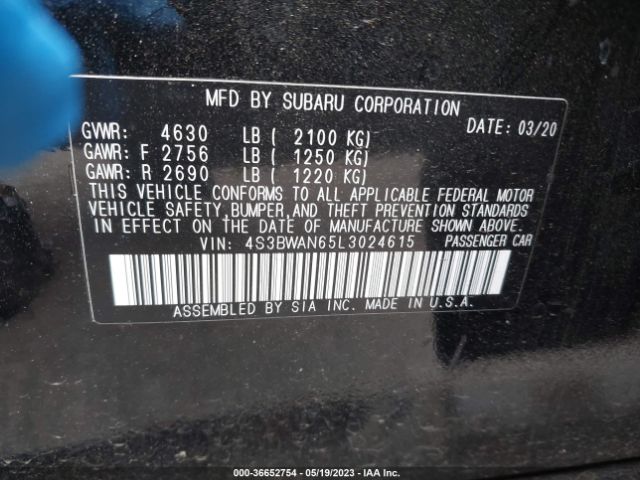 MFD BY SUBARU CORPORATION
GVWR: 4630 LB ( 2100 KG) DATE: 03/20
GAWR: F 2756 LB ( 1250 KG)
GAWR: R 2690 LB ( 1220 KG)
THIS VEHICLE CONFORMS TO ALL APPLICABLE FEDERAL MOTOR
VEHICLE SAFETY, BUMPER, AND THEFT PREVENTION STANDARDS
IN EFFECT ON THE DATE OF MANUFACTURE SHOWN ABOVE.
VIN: 4S3BWAN65L3024615 PASSENGER CAR
ASSEMBLED BY SIA INC. MADE IN U.S.A.
000-36652754 - 05/19/2023 - IAA Inc.